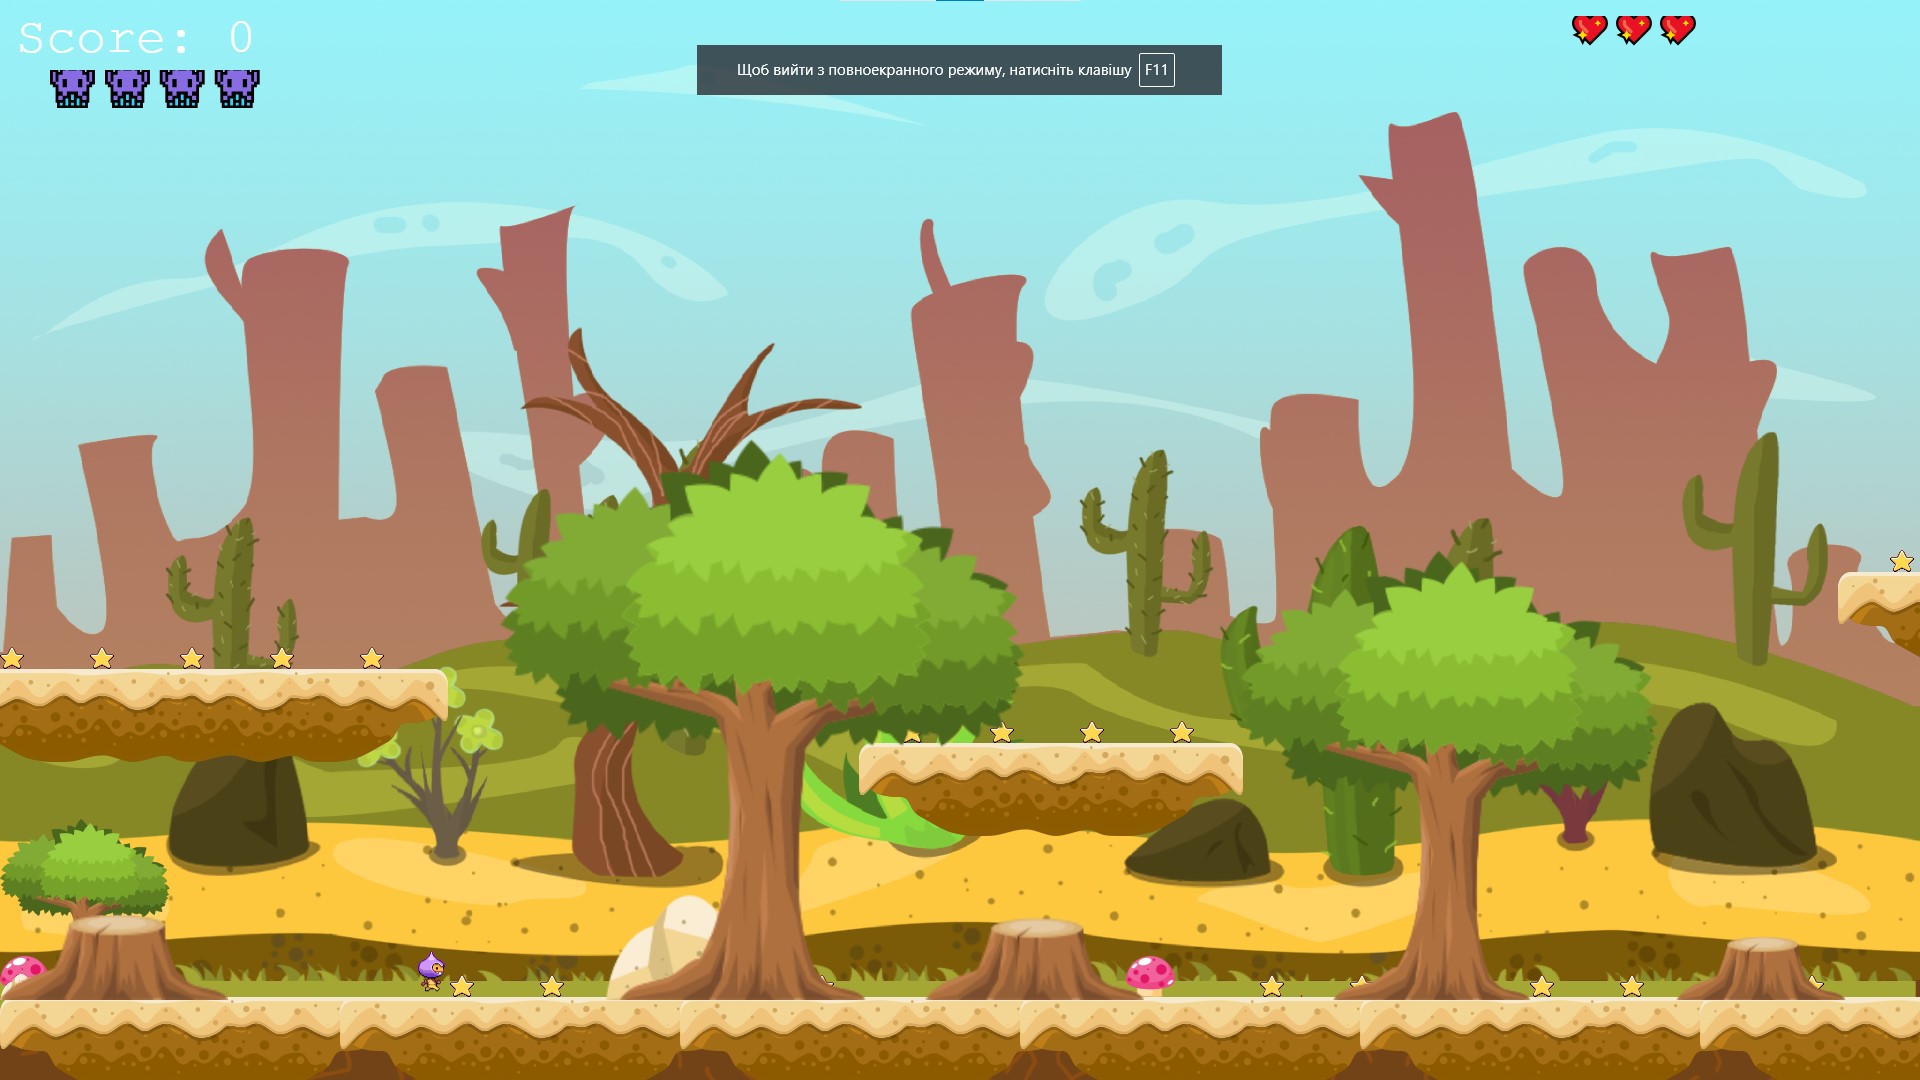 Score: 0
Щоб вийти з повноекранного режиму, натисніть клавішу F11